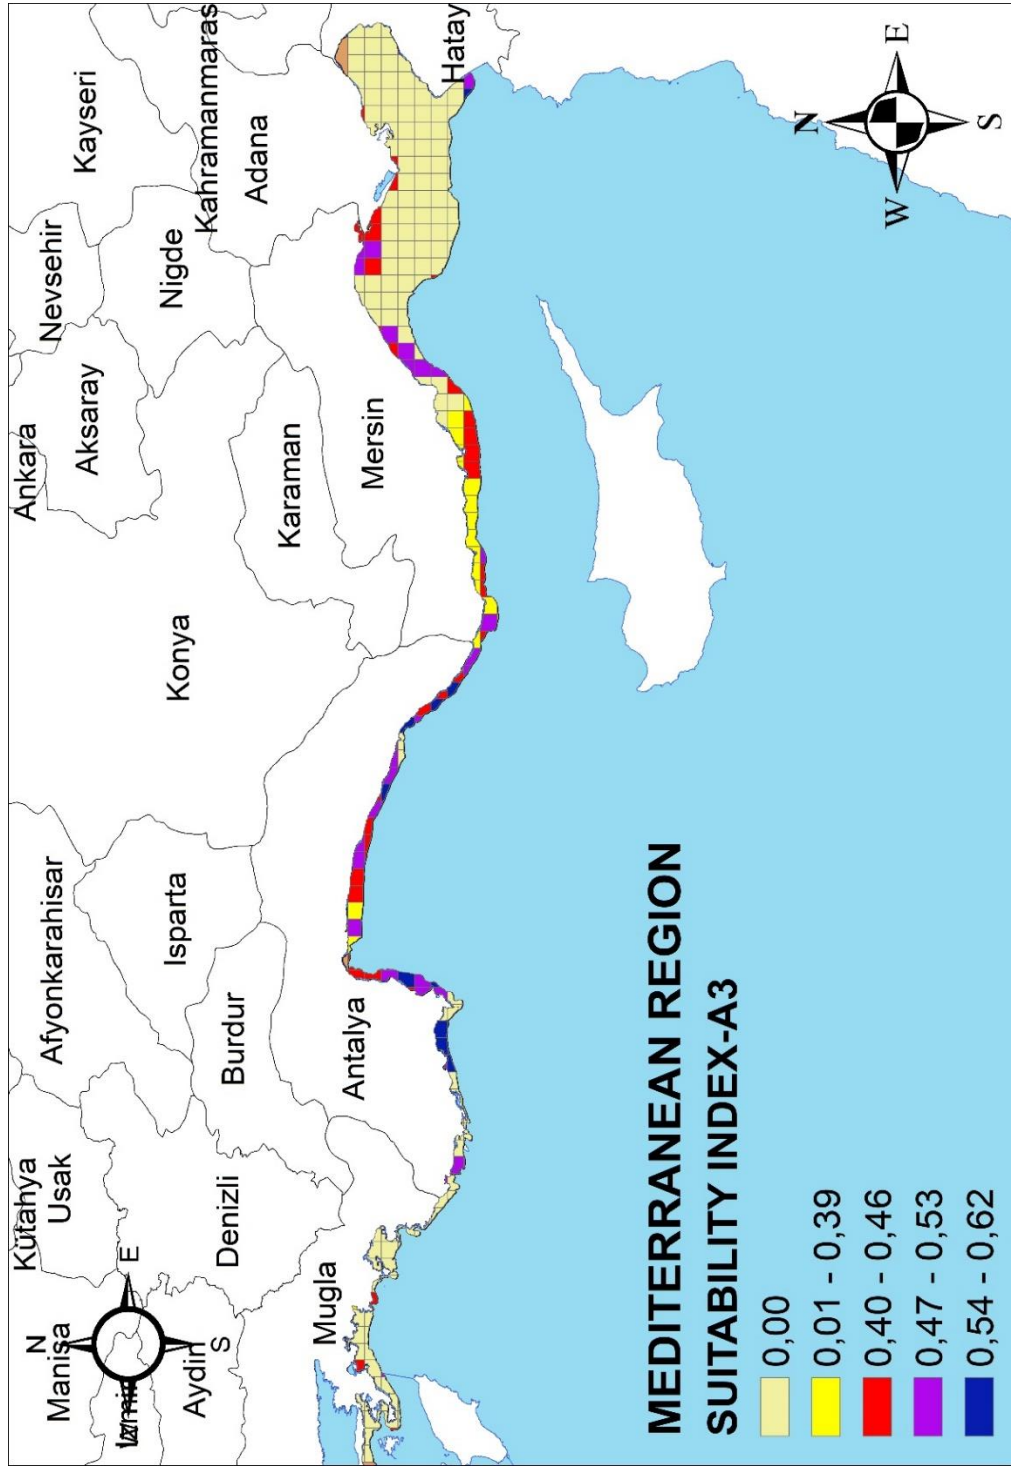 Kutahya
Ankara
N
Manisa
Usak
Afyonkarahisar
Nevsehir
Aksaray
Kayseri
Izmir
E
Aydin
S
Isparta
Konya
Nigde
Kahramanmaras
Denizli
Burdur
Adana
Karaman
Mugla
Antalya
Mersin
Hatay
MEDITERRANEAN REGION
SUITABILITY INDEX-A3
0,00
0,01 - 0,39
0,40 - 0,46
0,47 - 0,53
0,54 - 0,62
N
W
E
S